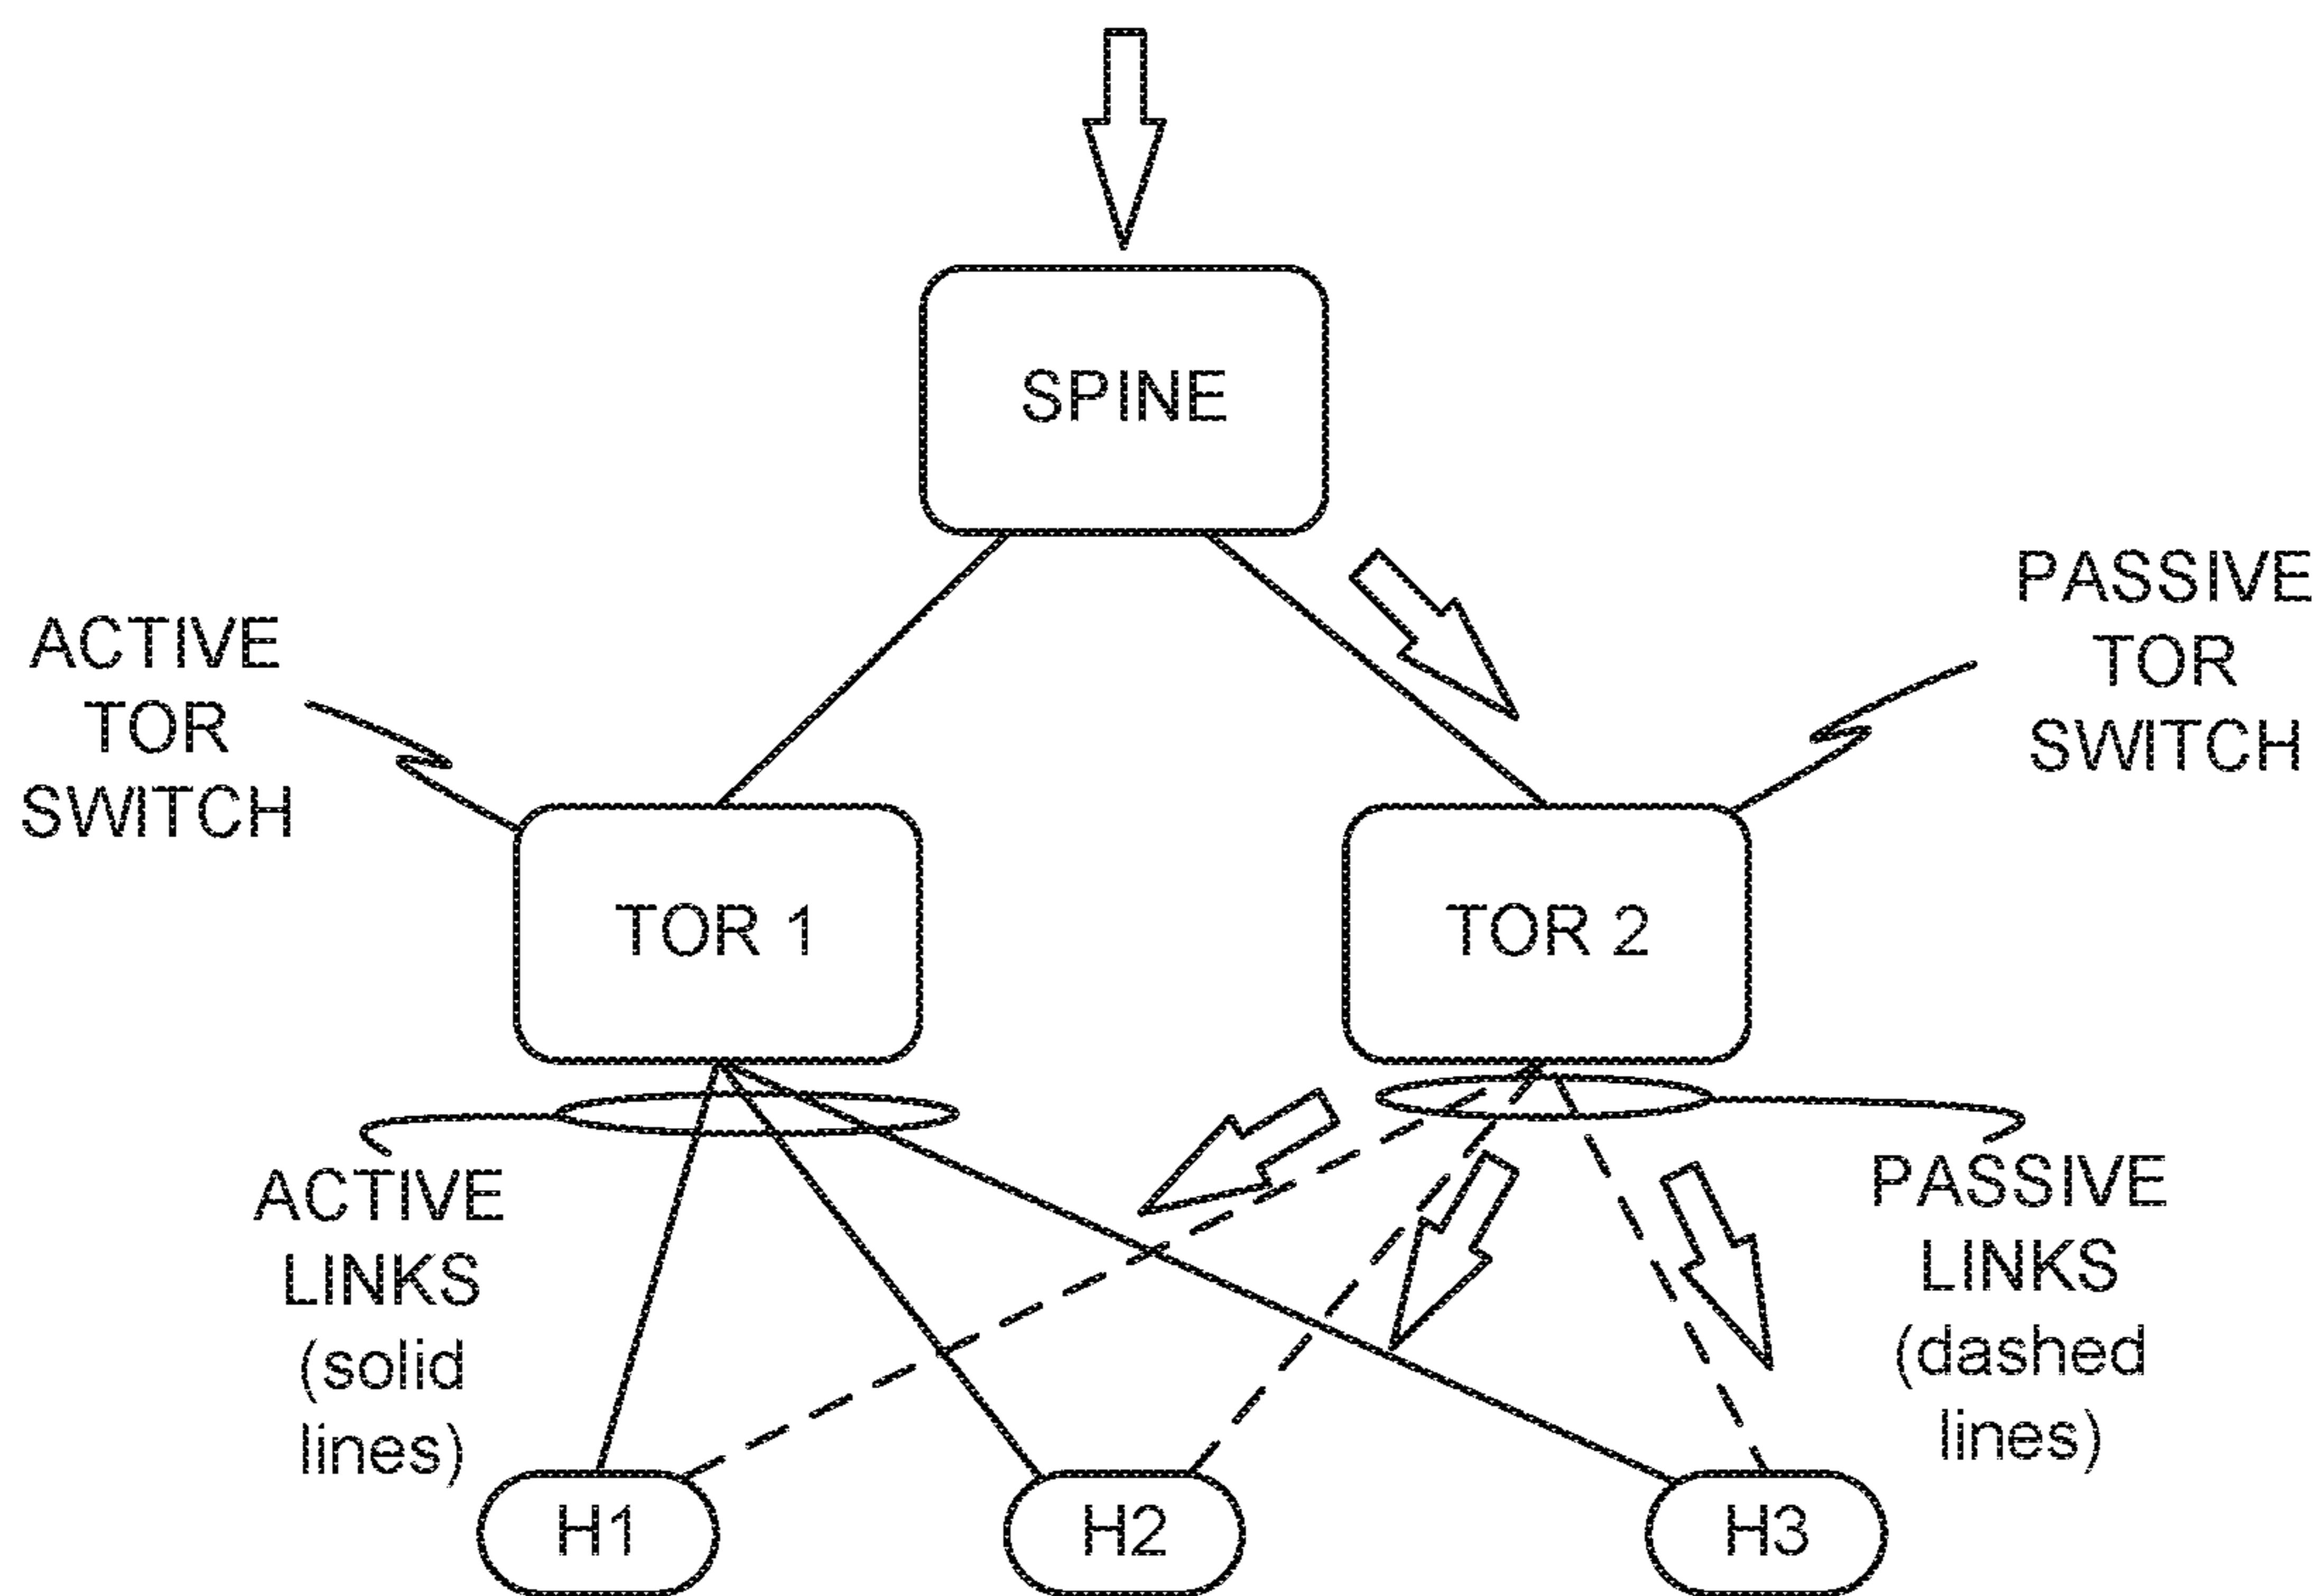 SPINE
ACTIVE
TOR
SWITCH
PASSIVE
TOR
SWITCH
TOR 1
TOR 2
ACTIVE
LINKS
(solid
lines)
PASSIVE
LINKS
(dashed
lines)
H1
H2
H3